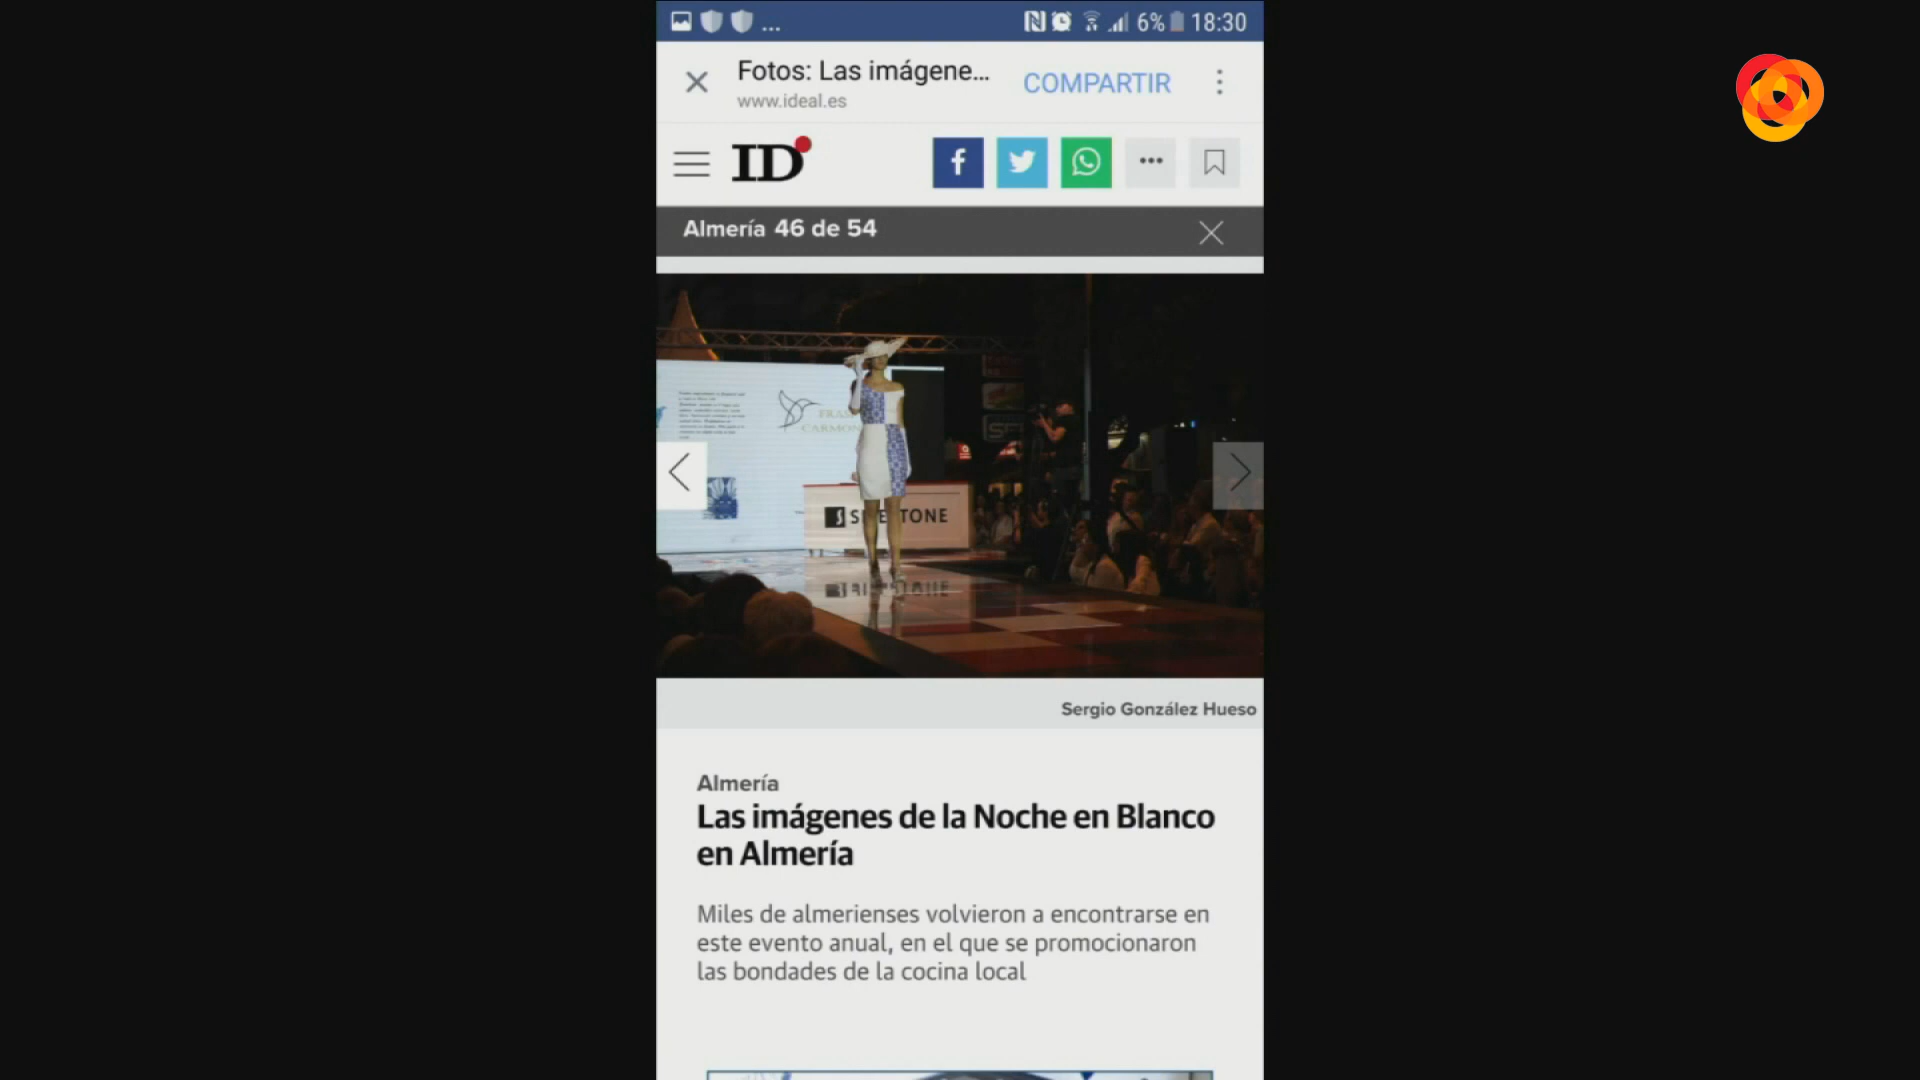 ... 6% 18:30
Fotos: Las imágene...
www.ideal.es
COMPARTIR
ID
Almería 46 de 54
CARMON
SILESTONE
Sergio González Hueso
Almería
Las imágenes de la Noche en Blanco
en Almería
Miles de almerienses volvieron a encontrarse en
este evento anual, en el que se promocionaron
las bondades de la cocina local